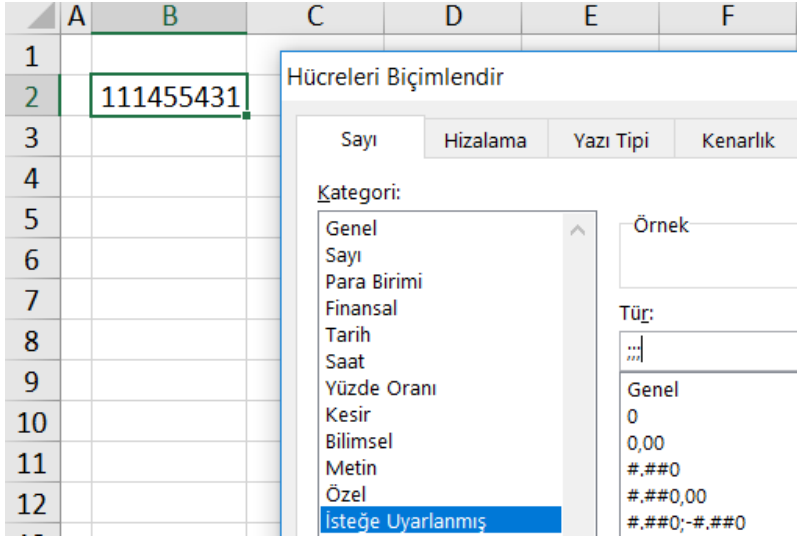 A B C D E F
1
2 111455431
3
4
5
6
7
8
9
10
11
12
Hücreleri Biçimlendir
Sayı Hizalama Yazı Tipi Kenarlık
Kategori:
Genel
Sayı
Para Birimi
Finansal
Tarih
Saat
Yüzde Oranı
Kesir
Bilimsel
Metin
Özel
İsteğe Uyarlanmış
Örnek
Tür:
;;;
Genel
0
0,00
#.##0
#.##0,00
#.##0;-#.##0